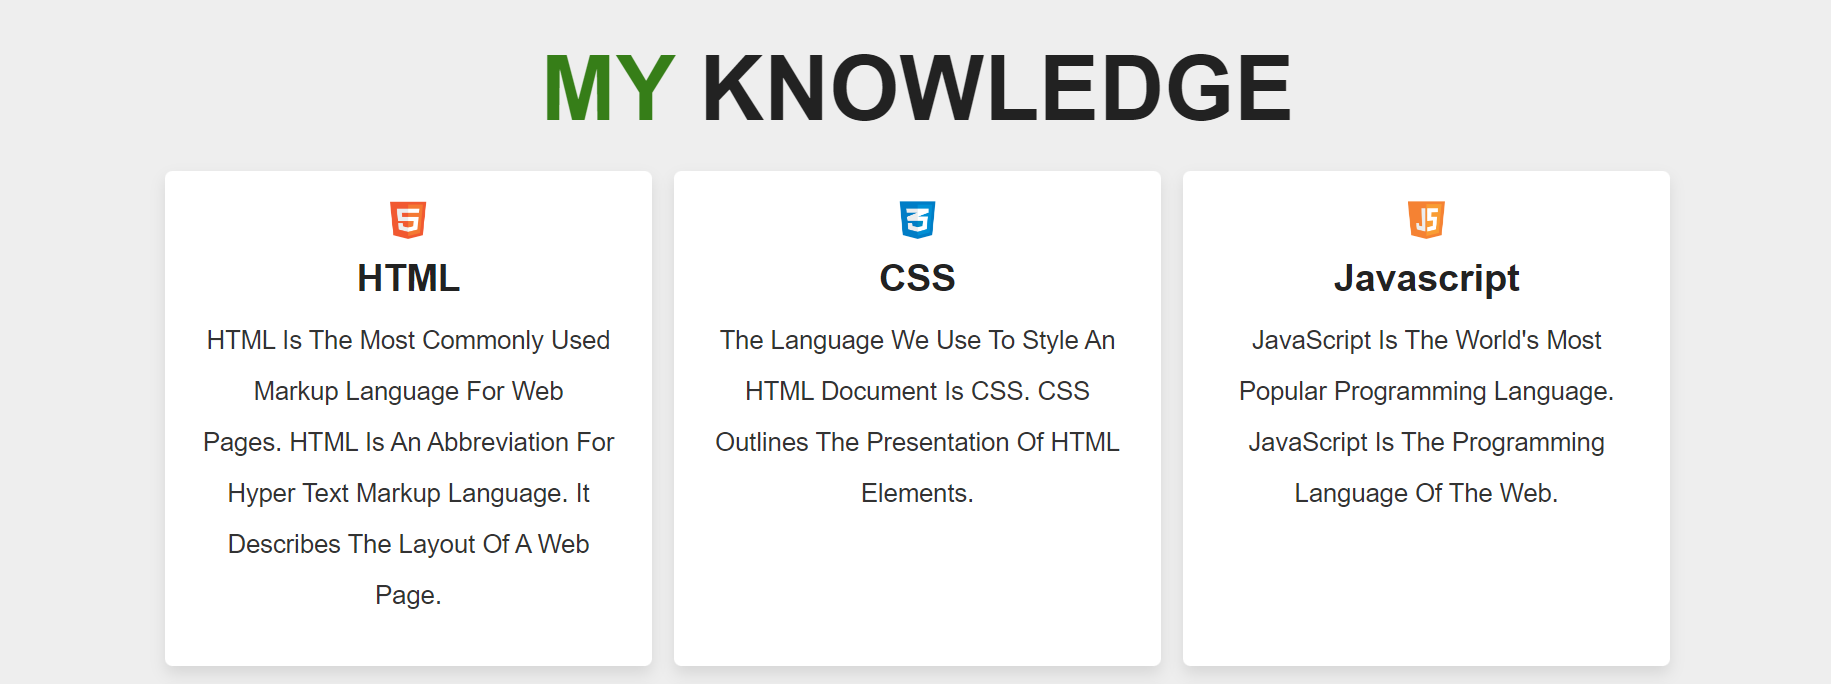 MY KNOWLEDGE
HTML
HTML Is The Most Commonly Used
Markup Language For Web
Pages. HTML Is An Abbreviation For
Hyper Text Markup Language. It
Describes The Layout Of A Web
Page.
CSS
The Language We Use To Style An
HTML Document Is CSS. CSS
Outlines The Presentation Of HTML
Elements.
JS
Javascript
JavaScript Is The World's Most
Popular Programming Language.
JavaScript Is The Programming
Language Of The Web.